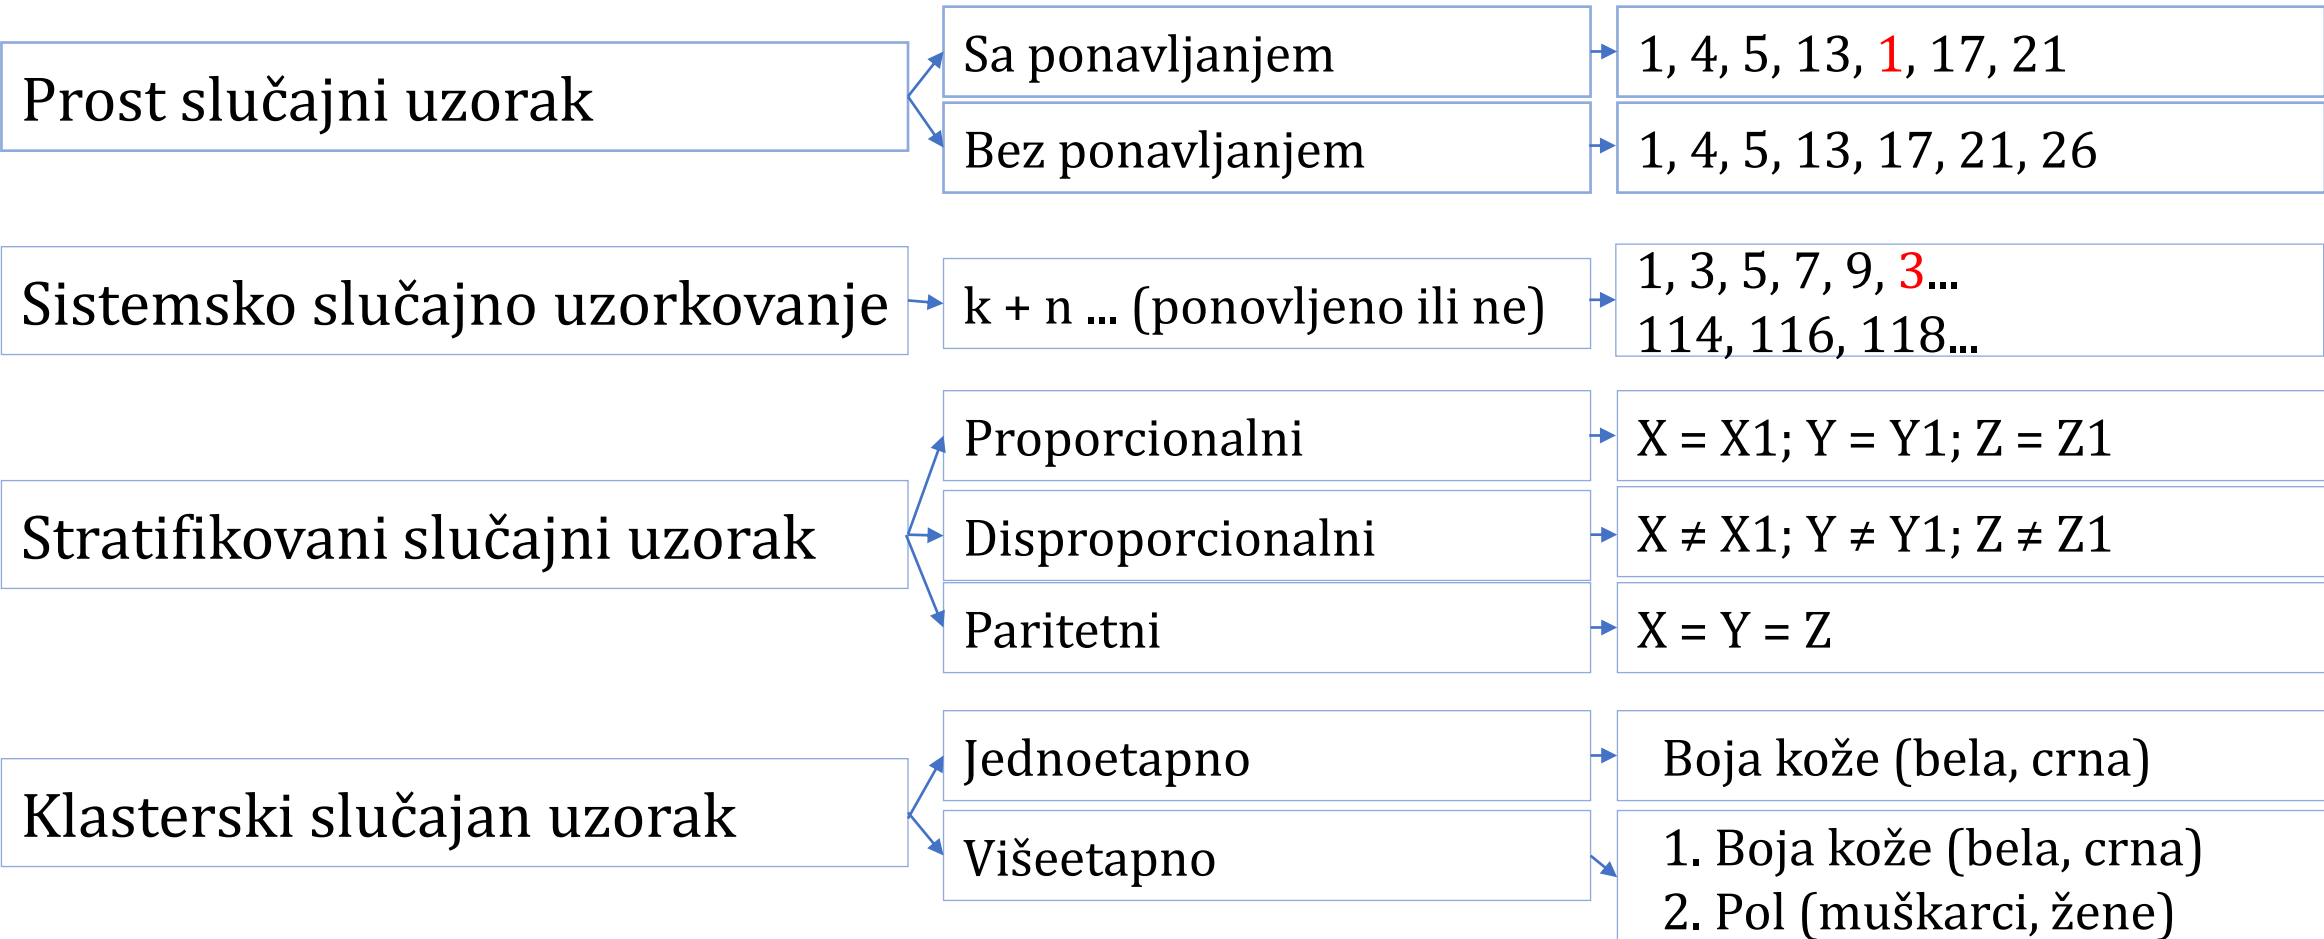 Prost slučajni uzorak
Sa ponavljanjem
1, 4, 5, 13, 1, 17, 21
Bez ponavljanjem
1, 4, 5, 13, 17, 21, 26
Sistemsko slučajno uzorkovanje
k + n ... (ponovljeno ili ne)
1, 3, 5, 7, 9, 3...
114, 116, 118...
Stratifikovani slučajni uzorak
Proporcionalni
X = X1; Y = Y1; Z = Z1
Disproporcionalni
X ≠ X1; Y ≠ Y1; Z ≠ Z1
Paritetni
X = Y = Z
Klasterski slučajan uzorak
Jednoetapno
Boja kože (bela, crna)
Višeetapno
1. Boja kože (bela, crna)
2. Pol (muškarci, žene)